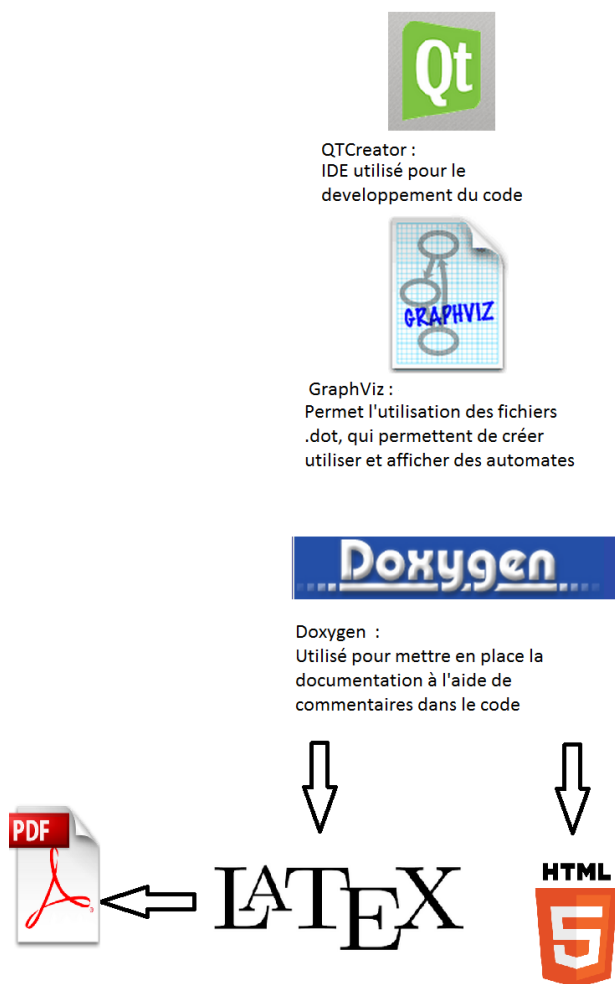 Qt
QTCreator :
IDE utilisé pour le
developpement du code
GRAPHVIZ
GraphViz :
Permet l'utilisation des fichiers
.dot, qui permettent de créer
utiliser et afficher des automates
Doxygen
Doxygen :
Utilisé pour mettre en place la
documentation à l'aide de
commentaires dans le code
PDF
LATEX
HTML
5